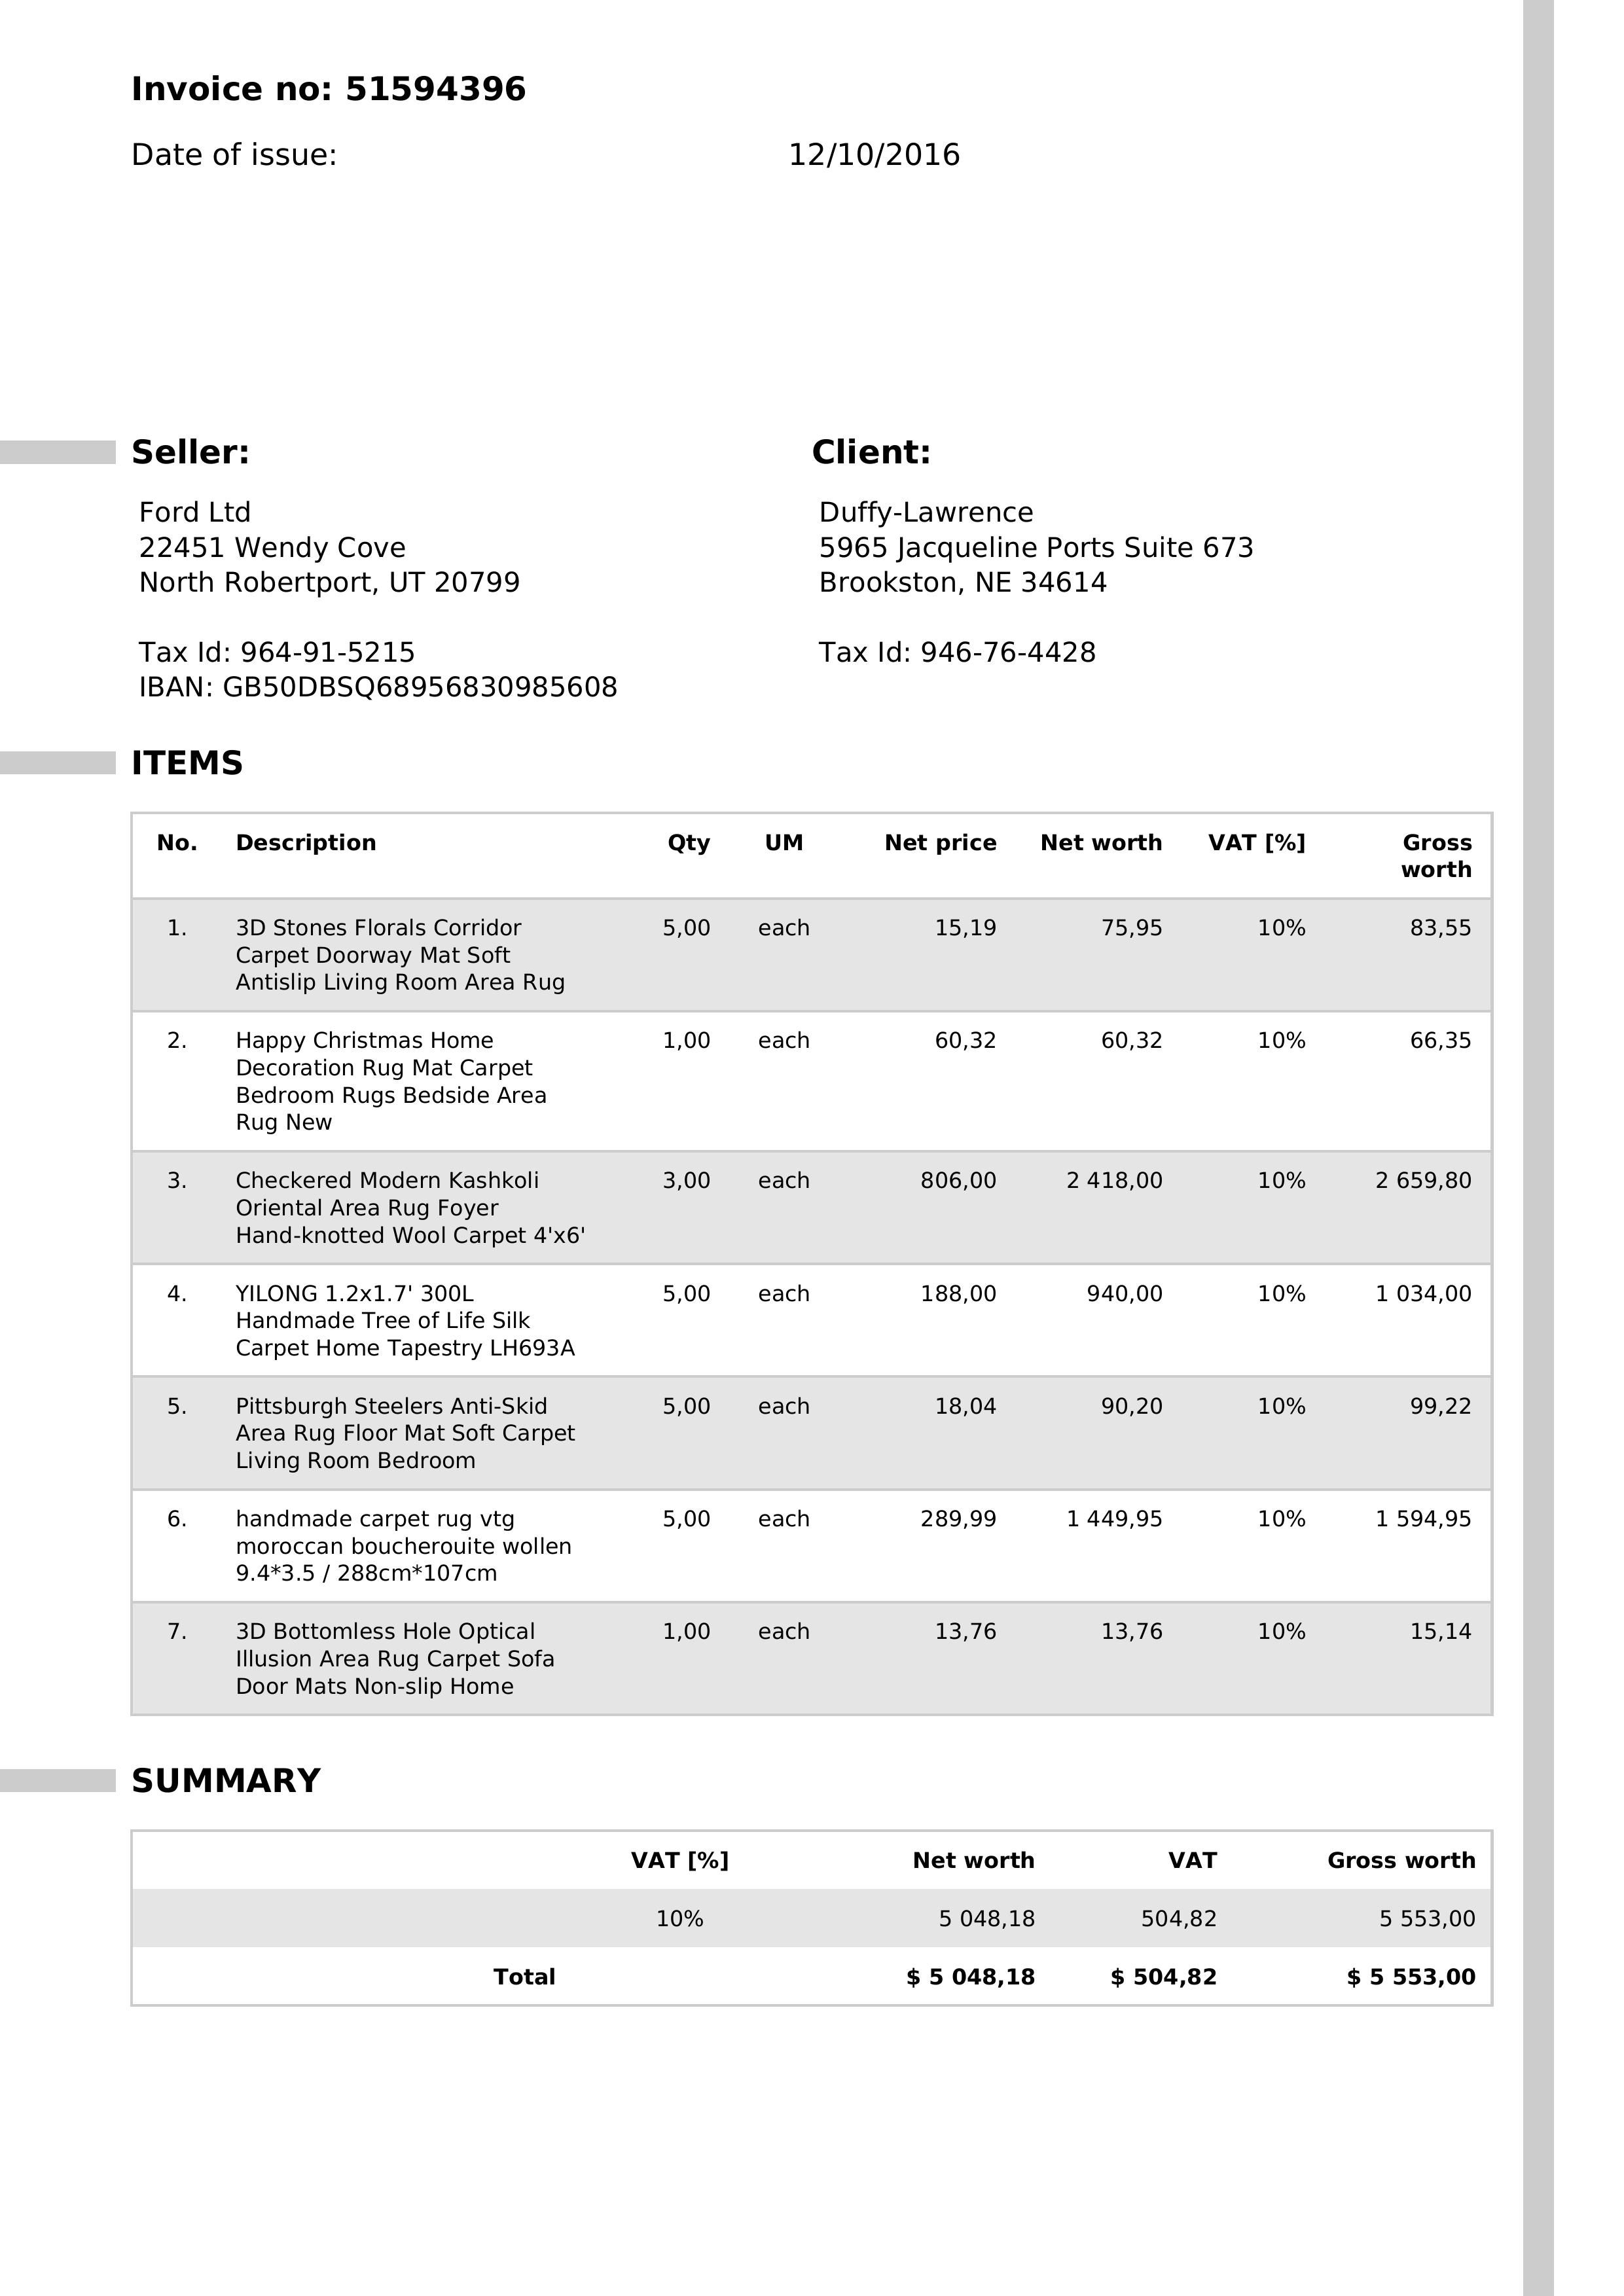 Invoice no: 51594396
Date of issue: 12/10/2016
Seller:
Ford Ltd
22451 Wendy Cove
North Robertport, UT 20799
Tax Id: 964-91-5215
IBAN: GB50DBSQ68956830985608
Client:
Duffy-Lawrence
5965 Jacqueline Ports Suite 673
Brookston, NE 34614
Tax Id: 946-76-4428
ITEMS
No. Description Qty UM Net price Net worth VAT [%] Gross
worth
1. 3D Stones Florals Corridor 5,00 each 15,19 75,95 10% 83,55
Carpet Doorway Mat Soft
Antislip Living Room Area Rug
2. Happy Christmas Home 1,00 each 60,32 60,32 10% 66,35
Decoration Rug Mat Carpet
Bedroom Rugs Bedside Area
Rug New
3. Checkered Modern Kashkoli 3,00 each 806,00 2 418,00 10% 2 659,80
Oriental Area Rug Foyer
Hand-knotted Wool Carpet 4'x6'
4. YILONG 1.2x1.7' 300L 5,00 each 188,00 940,00 10% 1 034,00
Handmade Tree of Life Silk
Carpet Home Tapestry LH693A
5. Pittsburgh Steelers Anti-Skid 5,00 each 18,04 90,20 10% 99,22
Area Rug Floor Mat Soft Carpet
Living Room Bedroom
6. handmade carpet rug vtg 5,00 each 289,99 1 449,95 10% 1 594,95
moroccan boucherouite wollen
9.4*3.5 / 288cm*107cm
7. 3D Bottomless Hole Optical 1,00 each 13,76 13,76 10% 15,14
Illusion Area Rug Carpet Sofa
Door Mats Non-slip Home
SUMMARY
VAT [%] Net worth VAT Gross worth
10% 5 048,18 504,82 5 553,00
Total $ 5 048,18 $ 504,82 $ 5 553,00